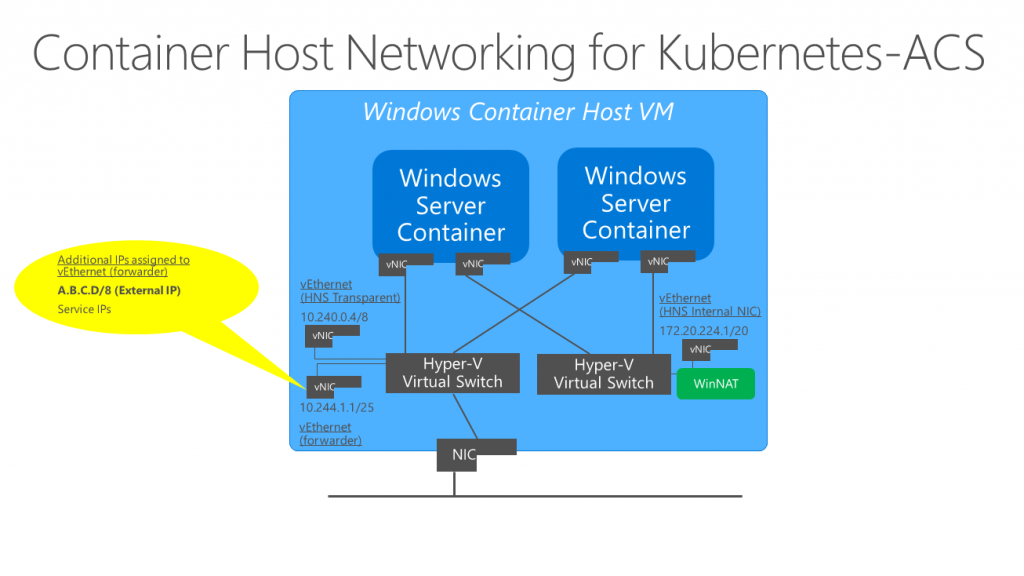 Container Host Networking for Kubernetes-ACS
Windows Container Host VM
Windows
Server
Container
Windows
Server
Container
vNIC
vNIC
vNIC
vNIC
Additional IPs assigned to
vEthernet (forwarder)
A.B.C.D/8 (External IP)
Service IPs
vEthernet
(HNS Transparent)
10.240.0.4/8
vNIC
vEthernet
(HNS Internal NIC)
172.20.224.1/20
vNIC
Hyper-V
Virtual Switch
Hyper-V
Virtual Switch
WinNAT
vNIC
10.244.1.1/25
vEthernet
(forwarder)
NIC